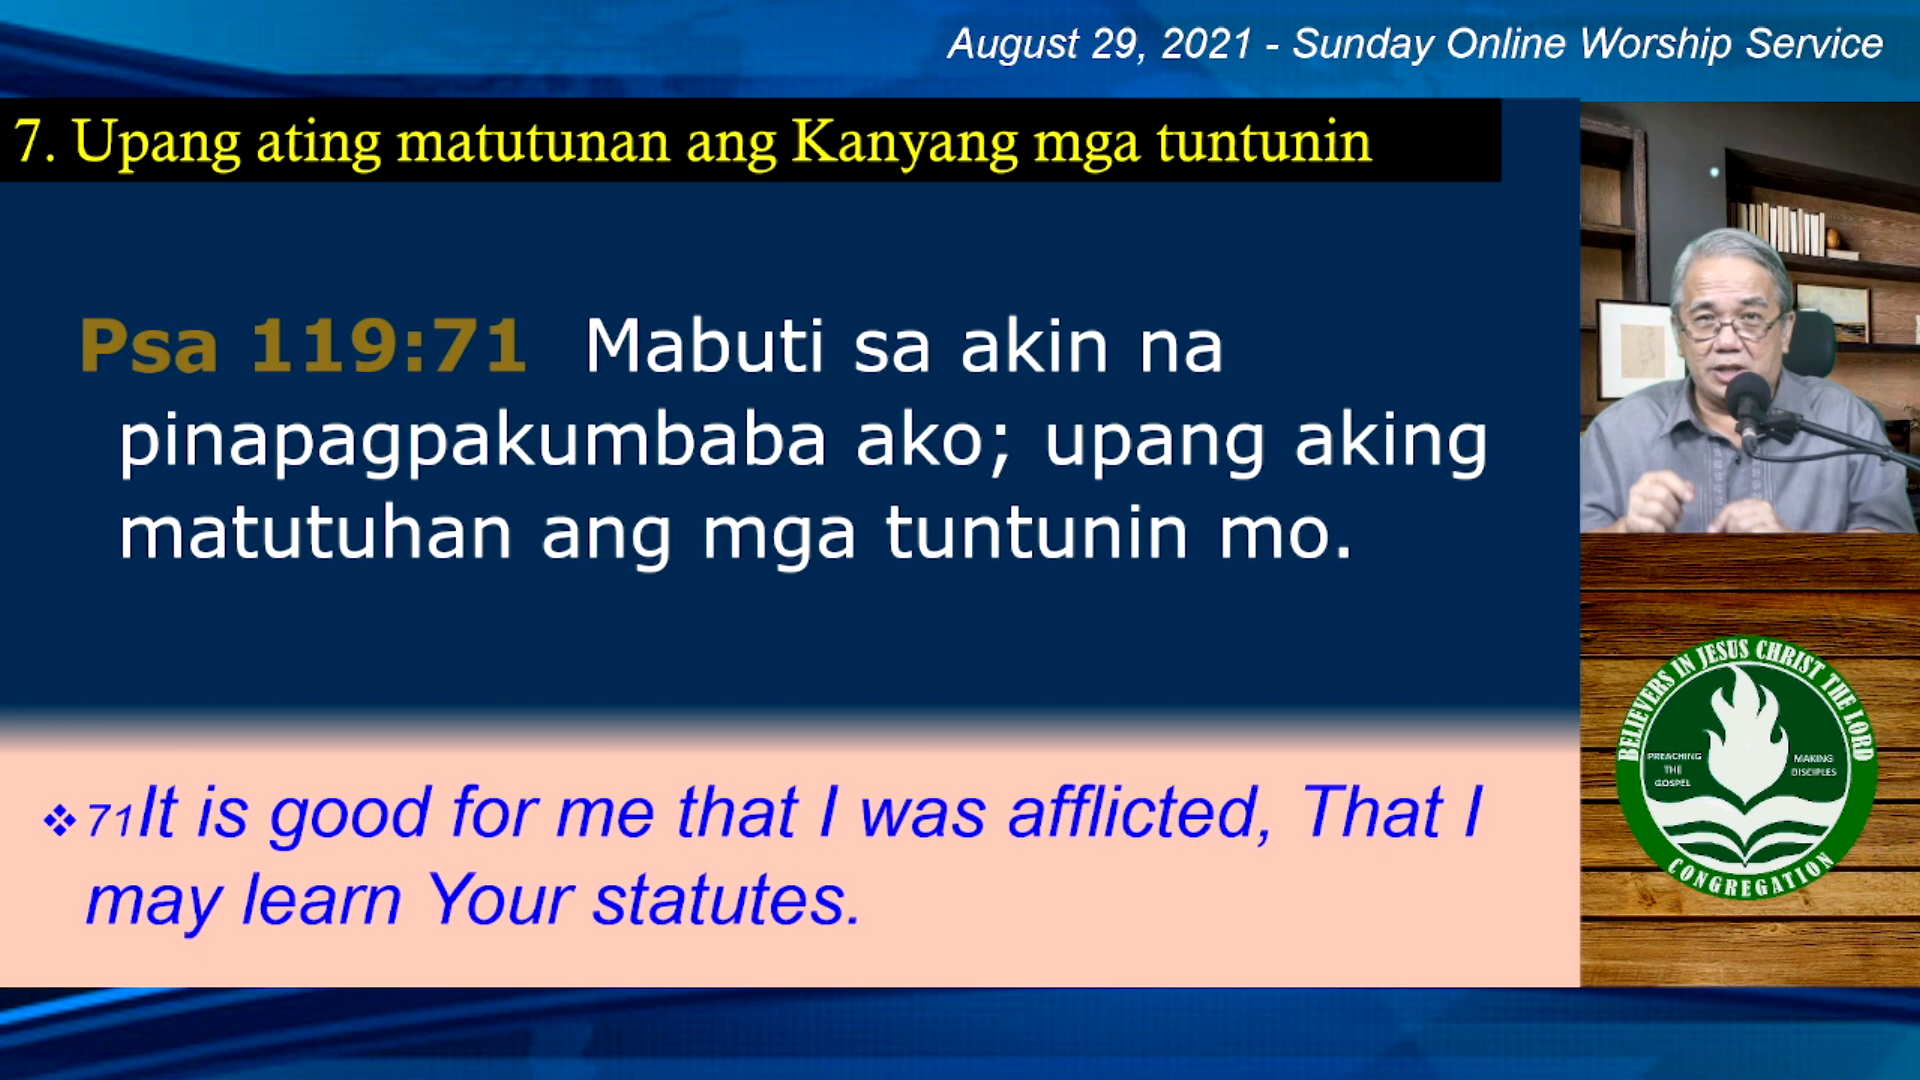 August 29, 2021 - Sunday Online Worship Service
7. Upang ating matutunan ang Kanyang mga tuntunin
Psa 119:71 Mabuti sa akin na
pinapagpakumbaba ako; upang aking
matutuhan ang mga tuntunin mo.
❖ 71It is good for me that I was afflicted, That I
may learn Your statutes.
BELIEVERS IN JESUS CHRIST THE LORD
PREACHING
THE
GOSPEL
MAKING
DISCIPLES
CONGREGATION